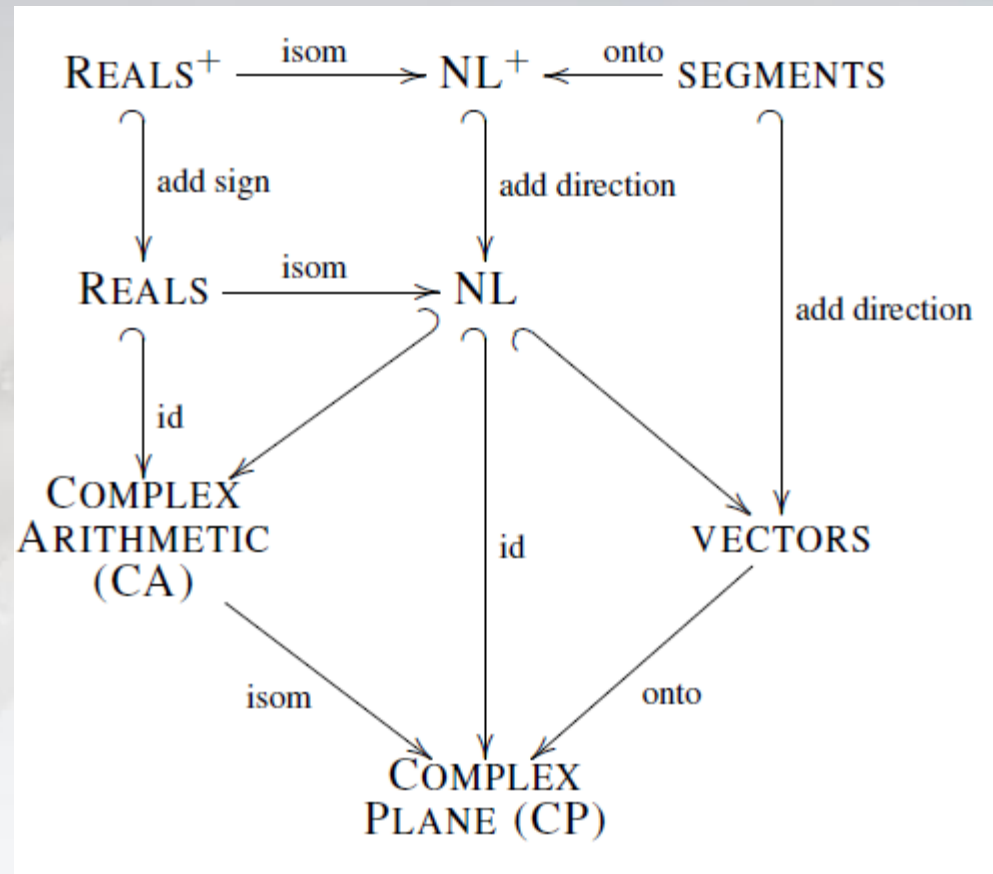 REALS+ isom NL+ onto SEGMENTS
add sign add direction
REALS isom NL
add direction
id
COMPLEX
ARITHMETIC
(CA)
id
VECTORS
isom onto
COMPLEX
PLANE (CP)